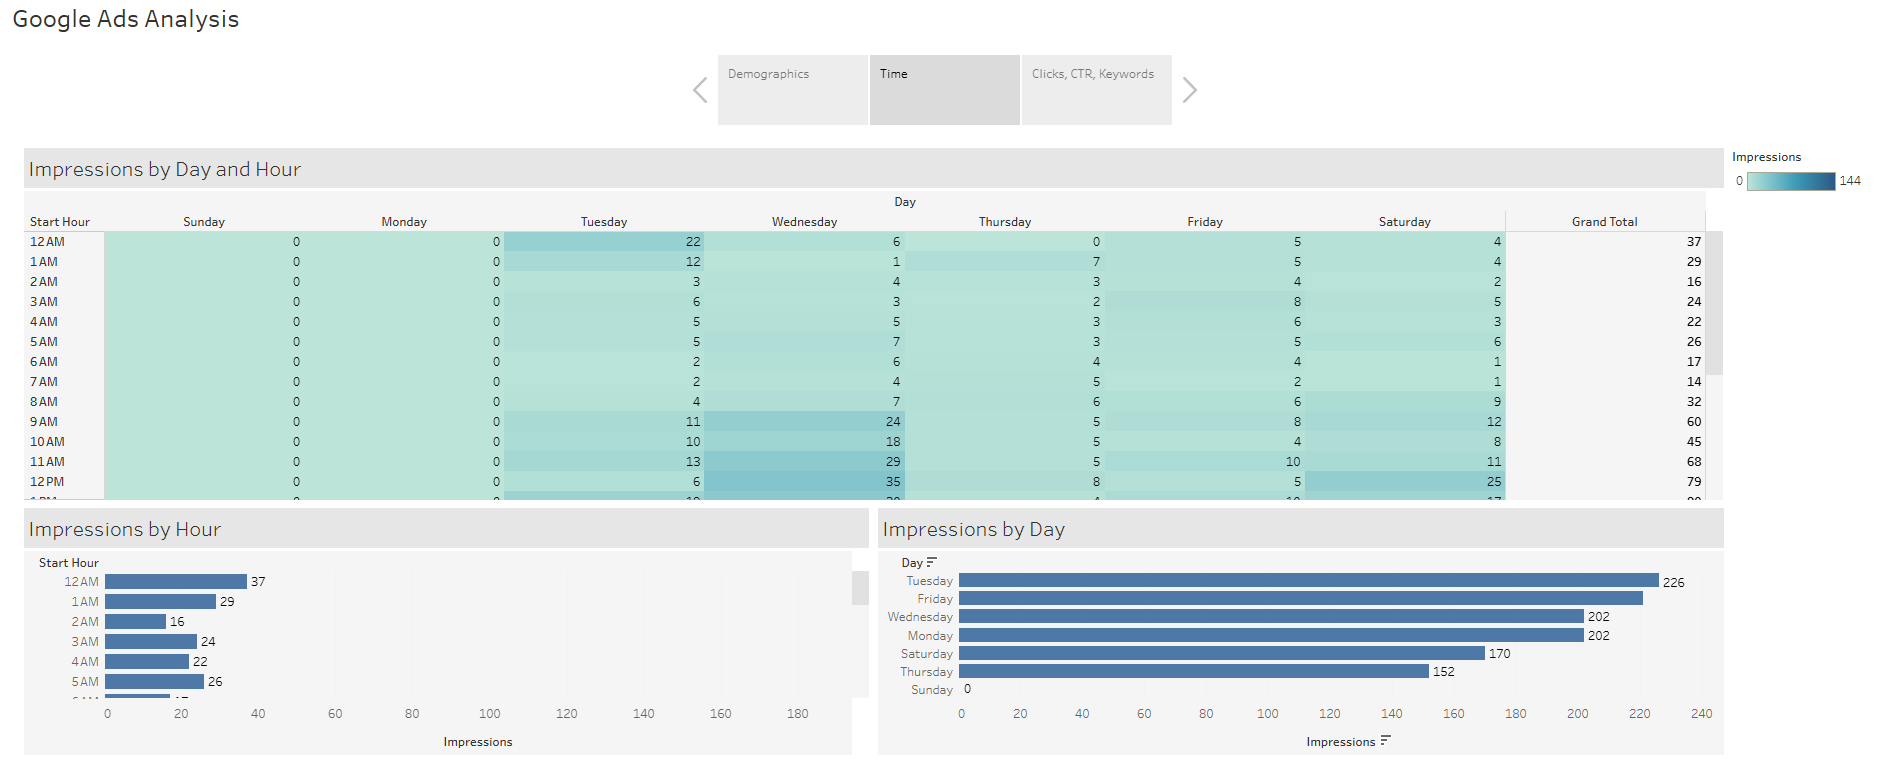 Google Ads Analysis
Demographics
Time
Clicks, CTR, Keywords
Impressions by Day and Hour
Impressions
0 144
Day
Start Hour Sunday Monday Tuesday Wednesday Thursday Friday Saturday Grand Total
12 AM 0 0 22 6 0 5 4 37
1 AM 0 0 12 1 7 5 4 29
2 AM 0 0 3 4 3 4 2 16
3 AM 0 0 6 3 2 8 5 24
4 AM 0 0 5 5 3 6 3 22
5 AM 0 0 5 7 3 5 6 26
6 AM 0 0 2 6 4 4 1 17
7 AM 0 0 2 4 5 2 1 14
8 AM 0 0 4 7 6 6 9 32
9 AM 0 0 11 24 5 8 12 60
10 AM 0 0 10 18 5 4 8 45
11 AM 0 0 13 29 5 10 11 68
12 PM 0 0 6 35 8 5 25 79
Impressions by Hour
Start Hour
12 AM 37
1 AM 29
2 AM 16
3 AM 24
4 AM 22
5 AM 26
0 20 40 60 80 100 120 140 160 180
Impressions
Impressions by Day
Day
Tuesday 226
Friday
Wednesday 202
Monday 202
Saturday 170
Thursday 152
Sunday 0
0 20 40 60 80 100 120 140 160 180 200 220 240
Impressions